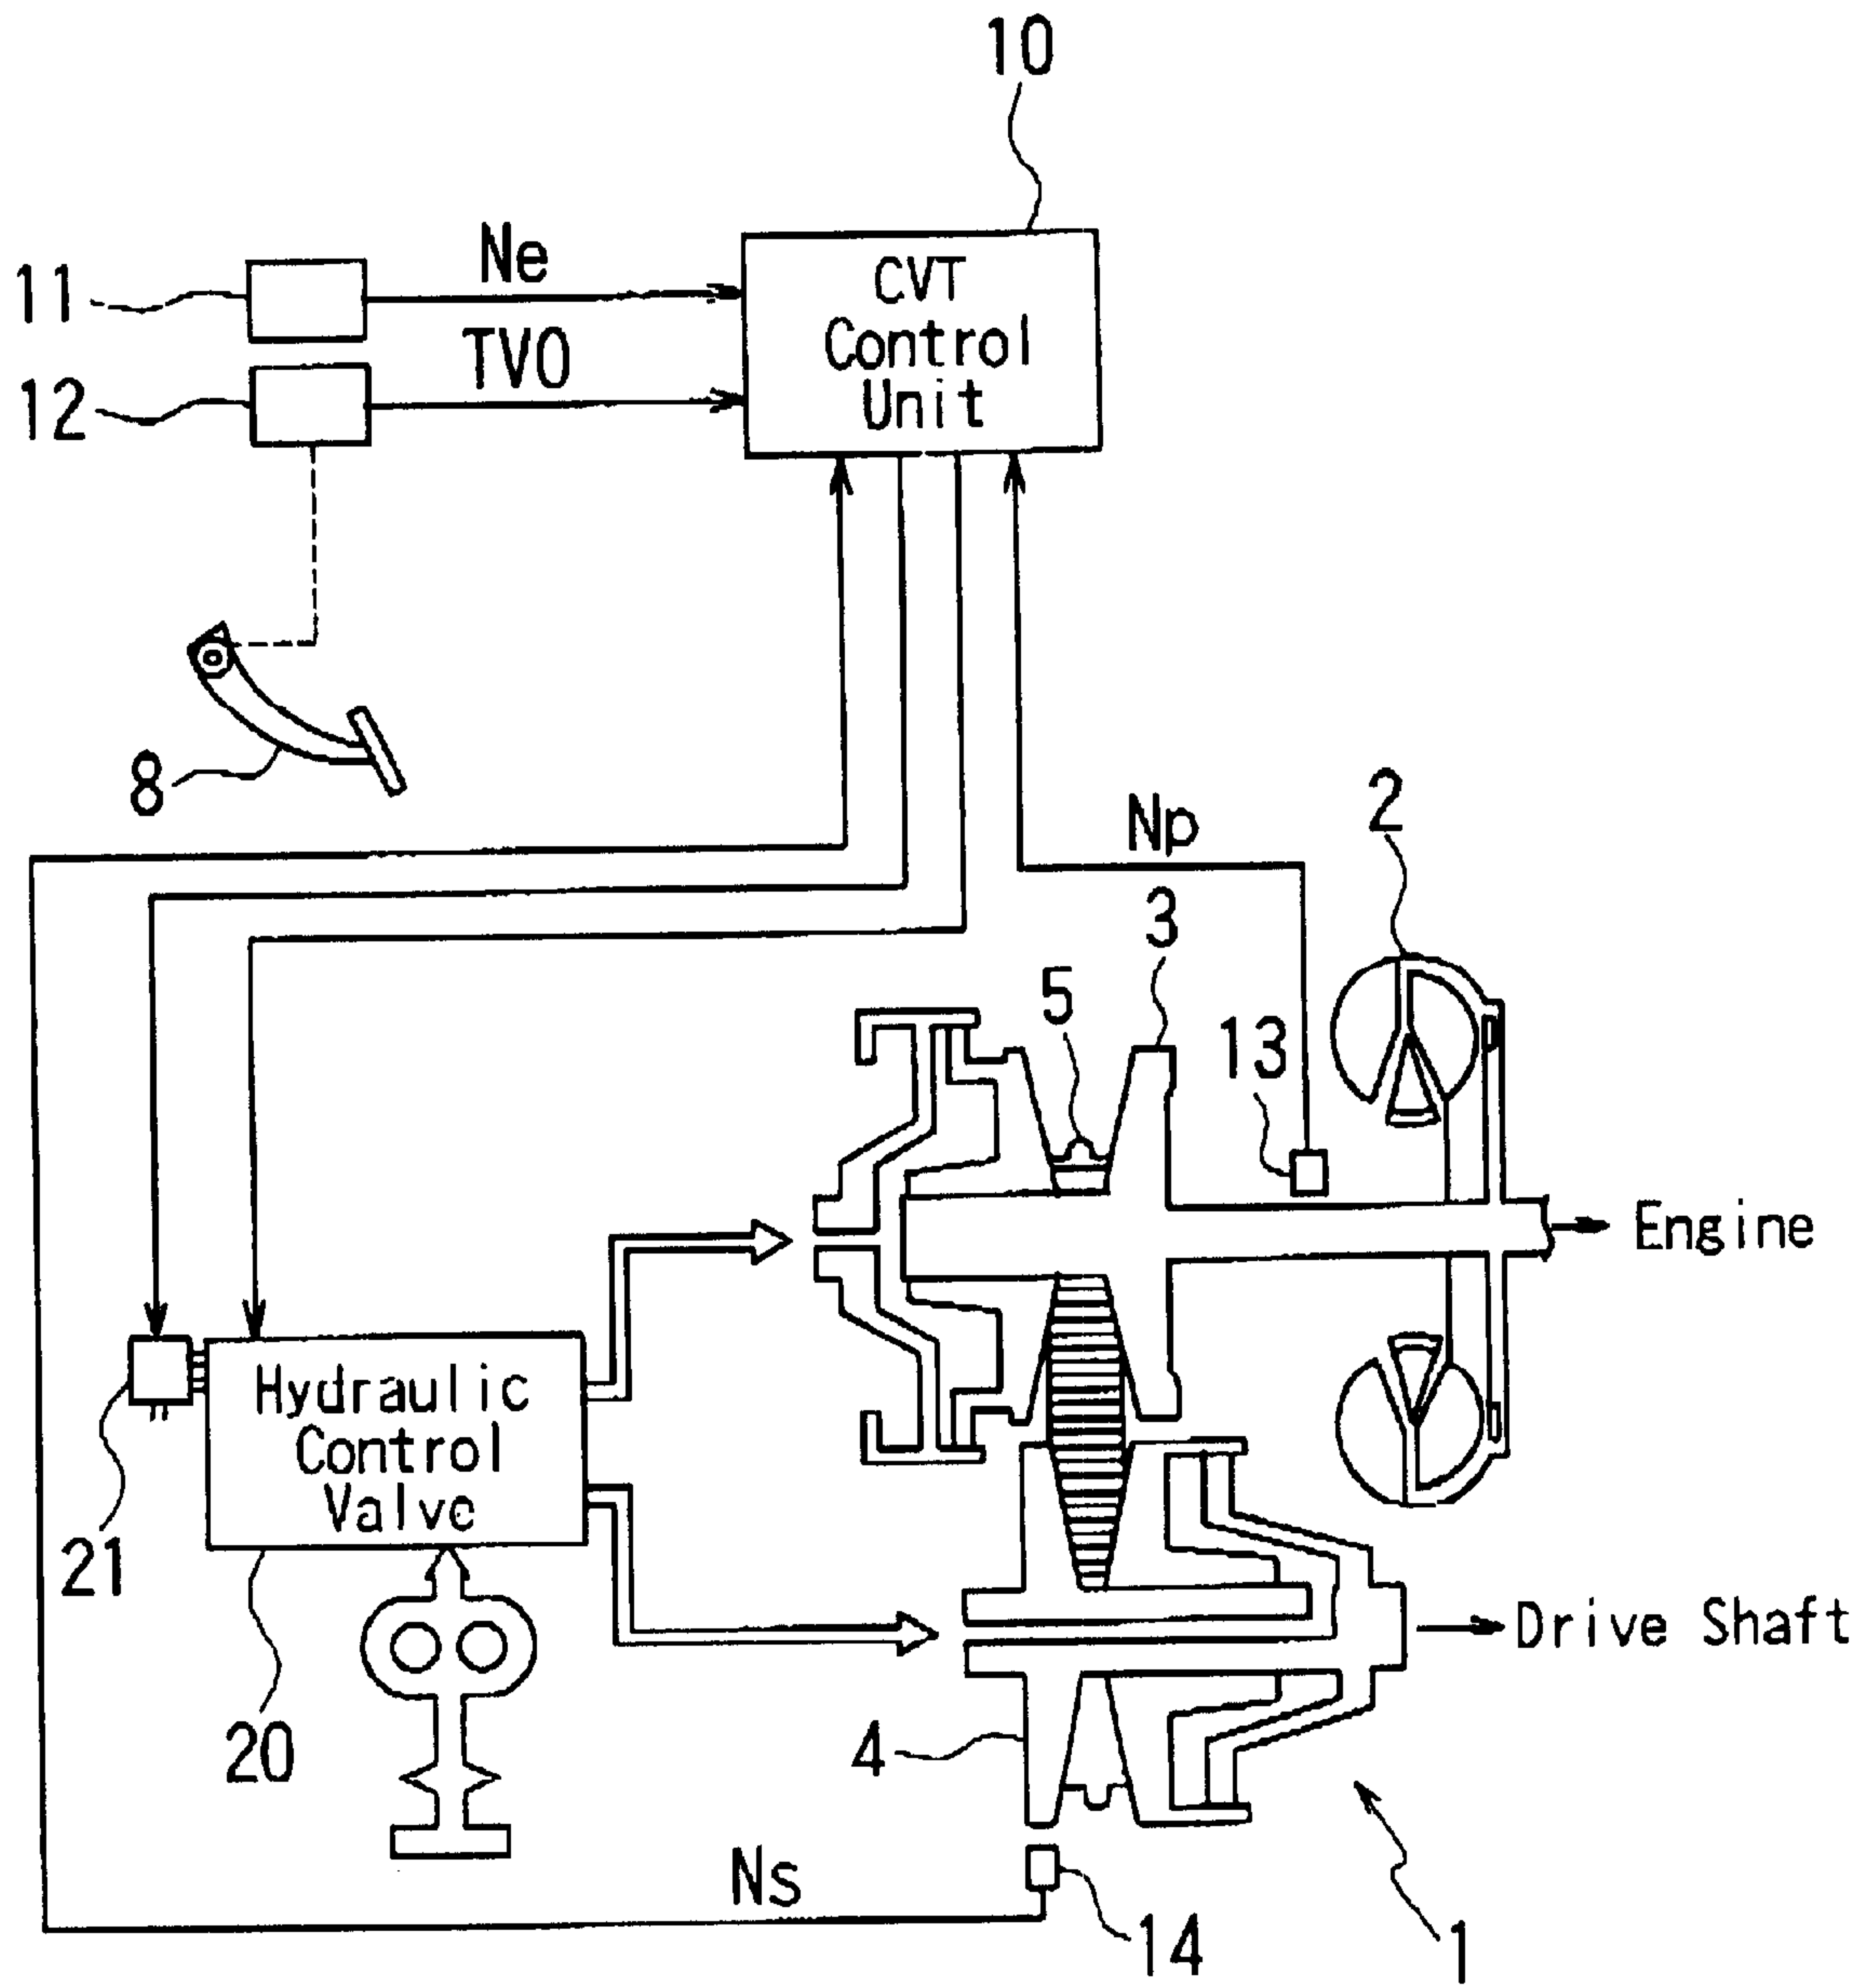 10
Ne
11
CVT
Control
Unit
TVO
12
8
Np
2
3
5
13
Engine
Hydraulic
Control
Valve
21
Drive Shaft
20
4
Ns
14
1